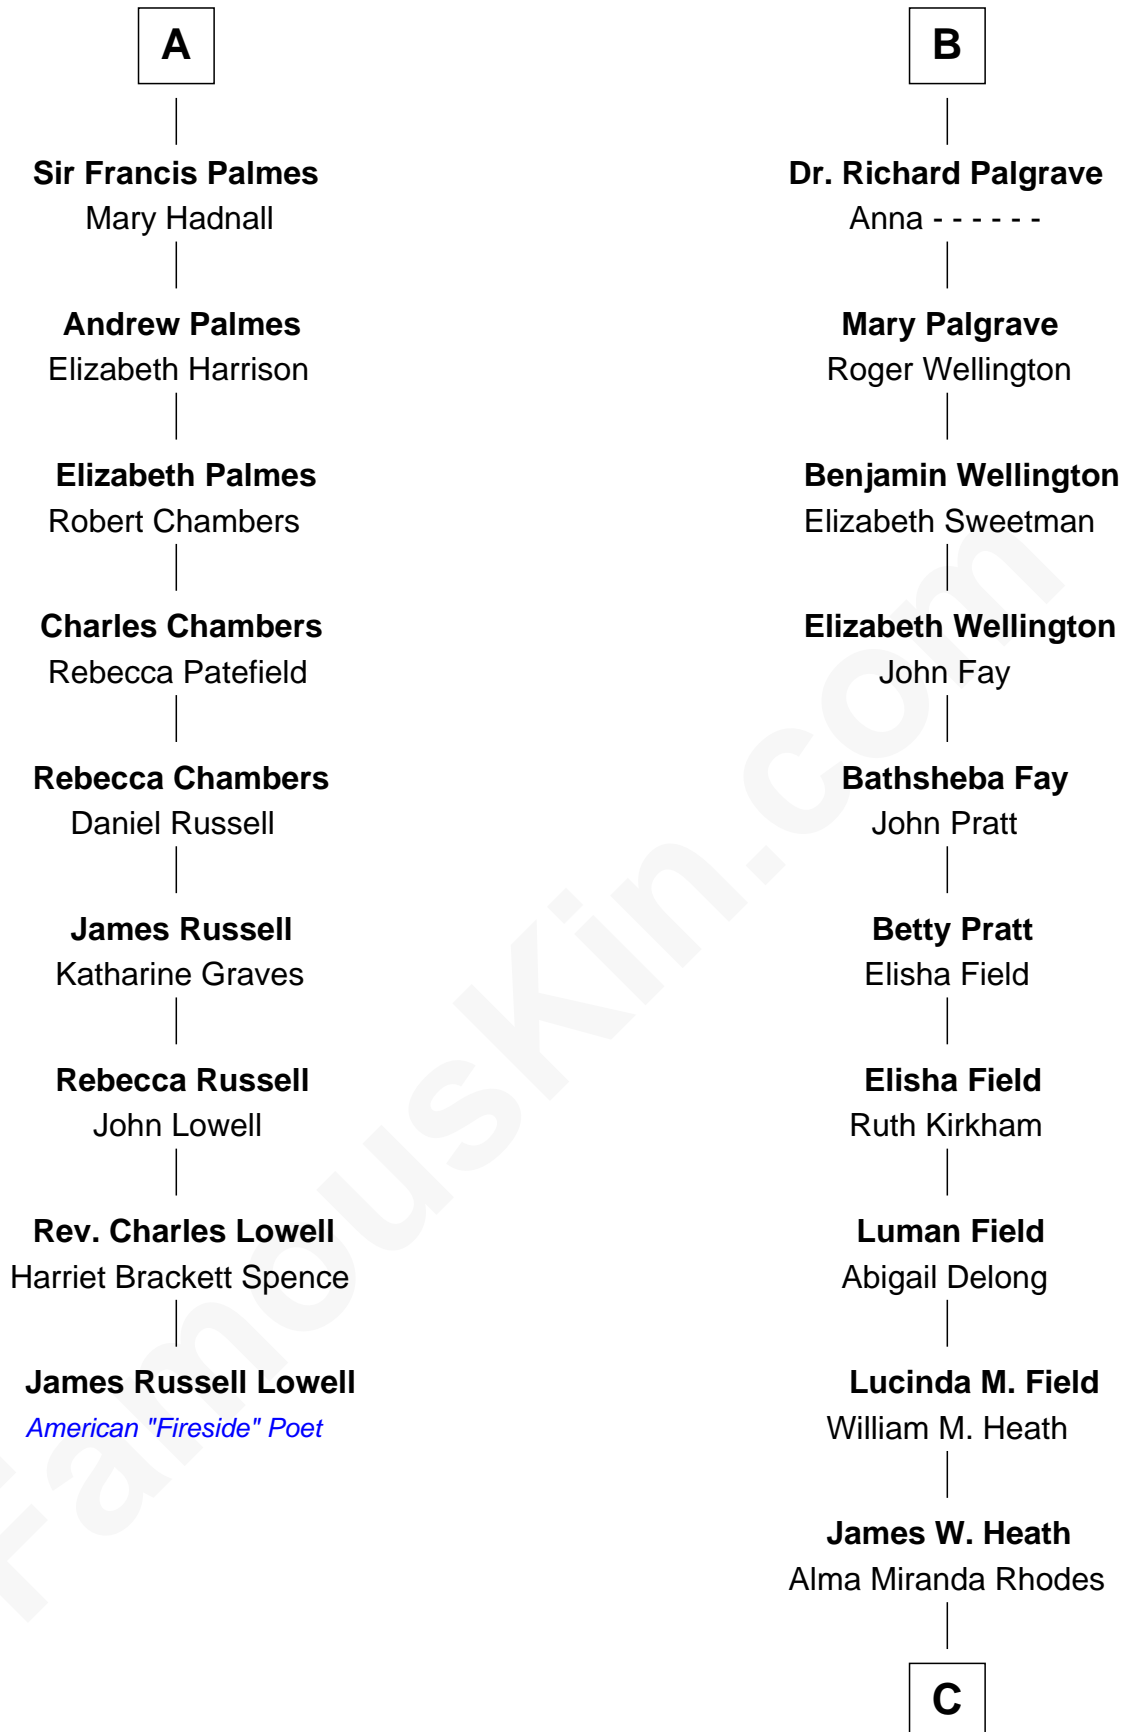 A
Sir Francis Palmes
Mary Hadnall
Andrew Palmes
Elizabeth Harrison
Elizabeth Palmes
Robert Chambers
Charles Chambers
Rebecca Patefield
Rebecca Chambers
Daniel Russell
James Russell
Katharine Graves
Rebecca Russell
John Lowell
Rev. Charles Lowell
Harriet Brackett Spence
James Russell Lowell
American "Fireside" Poet
B
Dr. Richard Palgrave
Anna - - - - - -
Mary Palgrave
Roger Wellington
Benjamin Wellington
Elizabeth Sweetman
Elizabeth Wellington
John Fay
Bathsheba Fay
John Pratt
Betty Pratt
Elisha Field
Elisha Field
Ruth Kirkham
Luman Field
Abigail Delong
Lucinda M. Field
William M. Heath
James W. Heath
Alma Miranda Rhodes
C
FamousKin.com